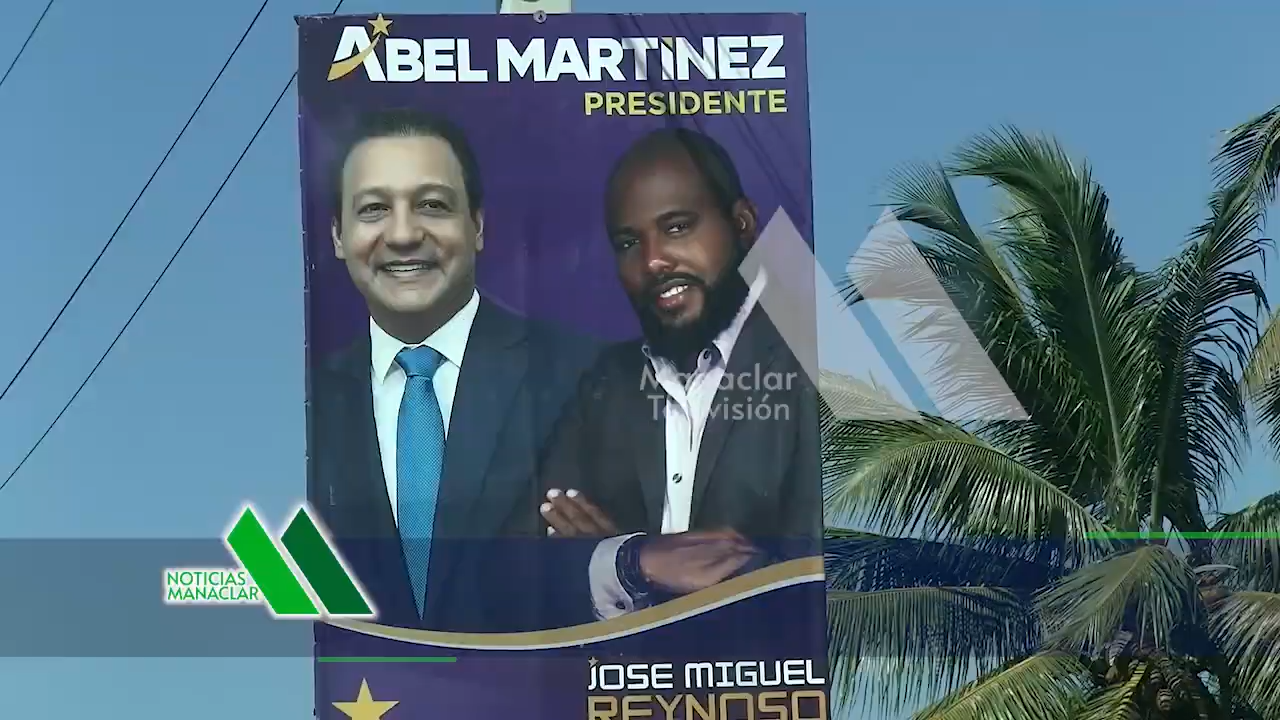 ABEL MARTINEZ
PRESIDENTE
Manaclar
Televisión
NOTICIAS
MANACLAR
JOSE MIGUEL
REYNOSO